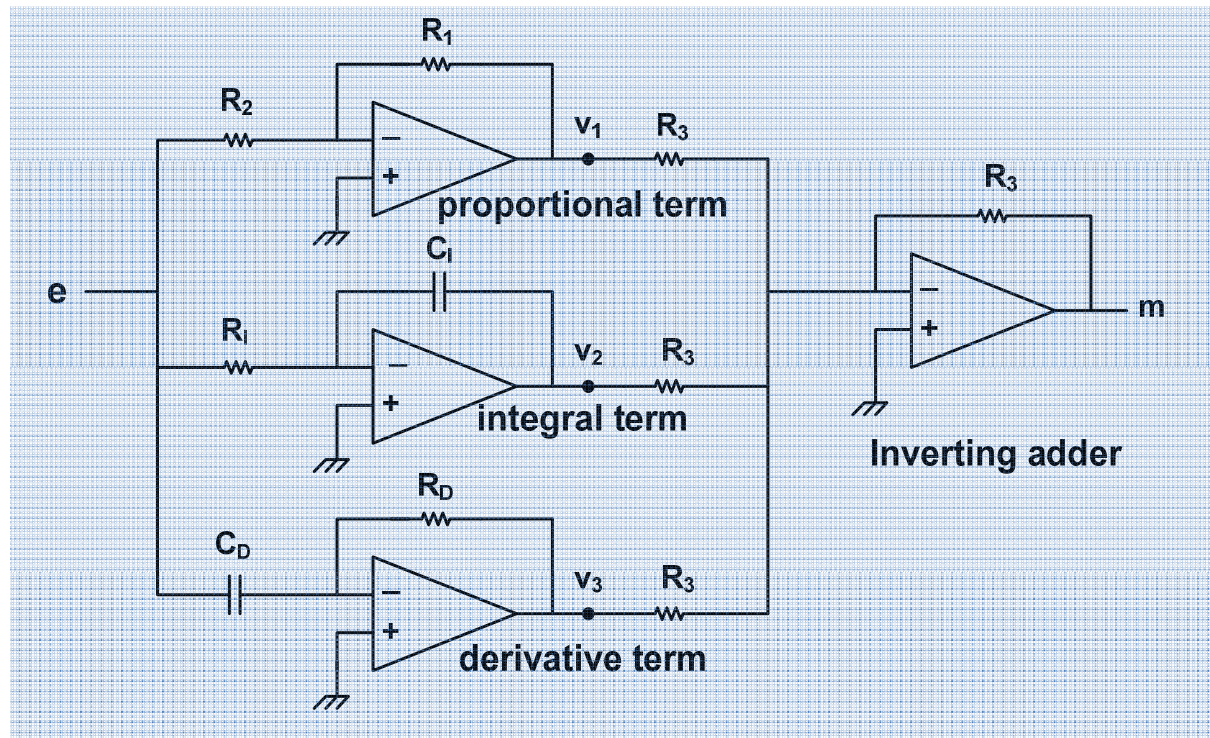 R1
R2
−
+
v1
R3
proportional term
CI
e
RI
−
+
v2
R3
integral term
R3
−
+
m
Inverting adder
RD
CD
−
+
v3
R3
derivative term